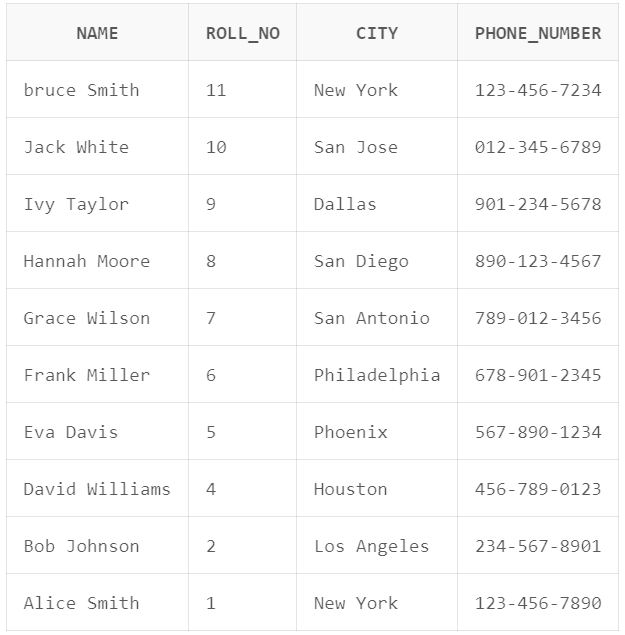 NAME ROLL_NO CITY PHONE_NUMBER
bruce Smith 11 New York 123-456-7234
Jack White 10 San Jose 012-345-6789
Ivy Taylor 9 Dallas 901-234-5678
Hannah Moore 8 San Diego 890-123-4567
Grace Wilson 7 San Antonio 789-012-3456
Frank Miller 6 Philadelphia 678-901-2345
Eva Davis 5 Phoenix 567-890-1234
David Williams 4 Houston 456-789-0123
Bob Johnson 2 Los Angeles 234-567-8901
Alice Smith 1 New York 123-456-7890